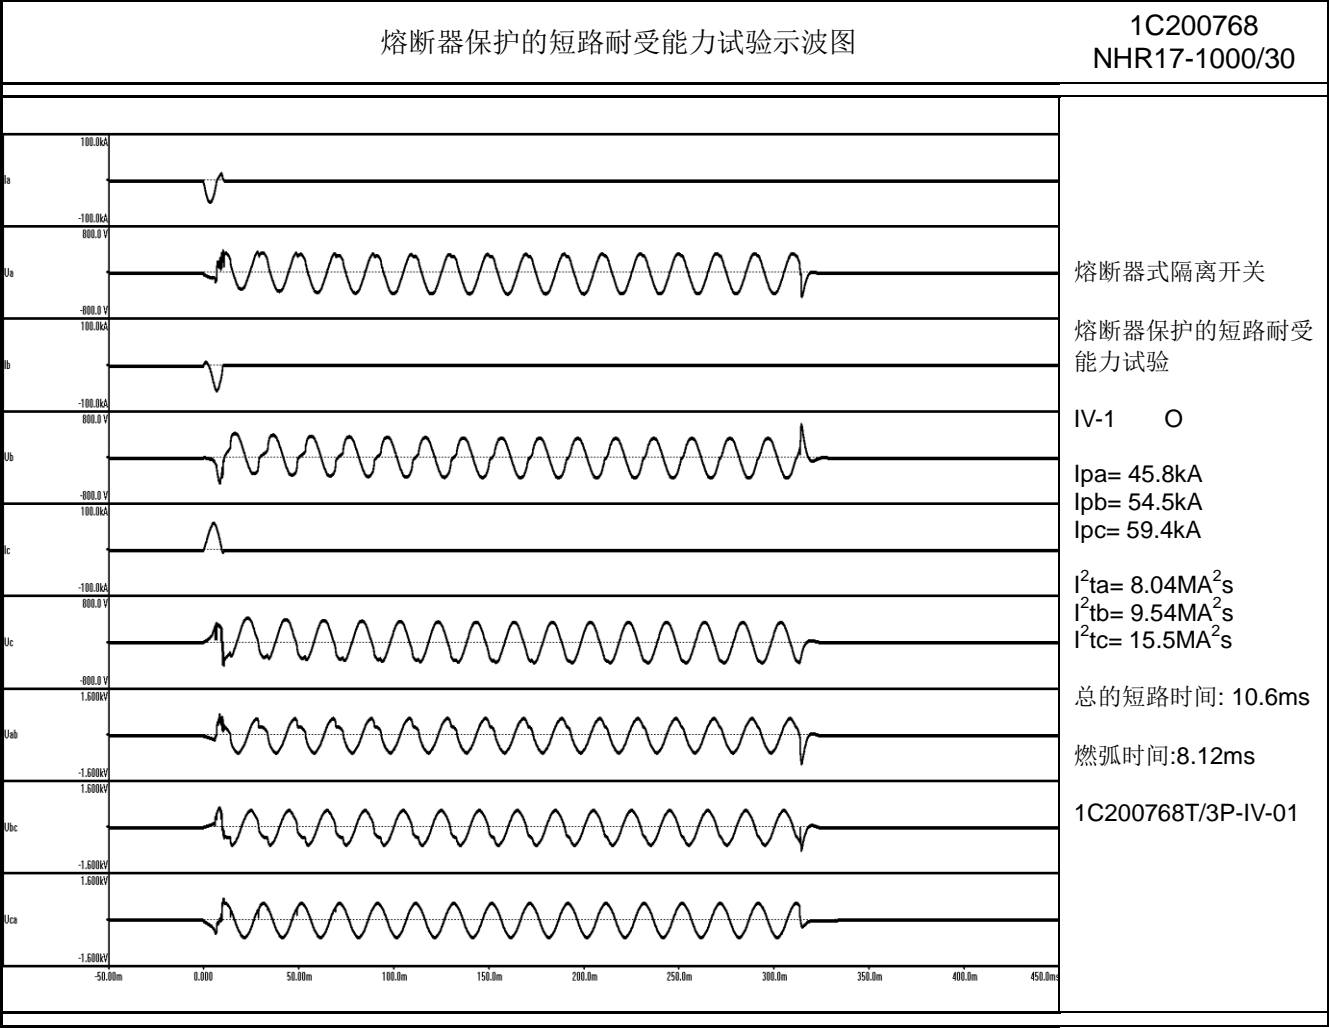 熔断器保护的短路耐受能力试验示波图
1C200768
NHR17-1000/30
100.0kA
Ia
-100.0kA
800.0 V
Ua
-800.0 V
100.0kA
Ib
-100.0kA
800.0 V
Ub
-800.0 V
100.0kA
Ic
-100.0kA
800.0 V
Uc
-800.0 V
1.600kV
Uab
-1.600kV
1.600kV
Ubc
-1.600kV
1.600kV
Uca
-1.600kV
-50.00m 0.000 50.00m 100.0m 150.0m 200.0m 250.0m 300.0m 350.0m 400.0m 450.0ms
熔断器式隔离开关
熔断器保护的短路耐受
能力试验
IV-1 O
Ipa= 45.8kA
Ipb= 54.5kA
Ipc= 59.4kA
I²ta= 8.04MA²s
I²tb= 9.54MA²s
I²tc= 15.5MA²s
总的短路时间: 10.6ms
燃弧时间:8.12ms
1C200768T/3P-IV-01